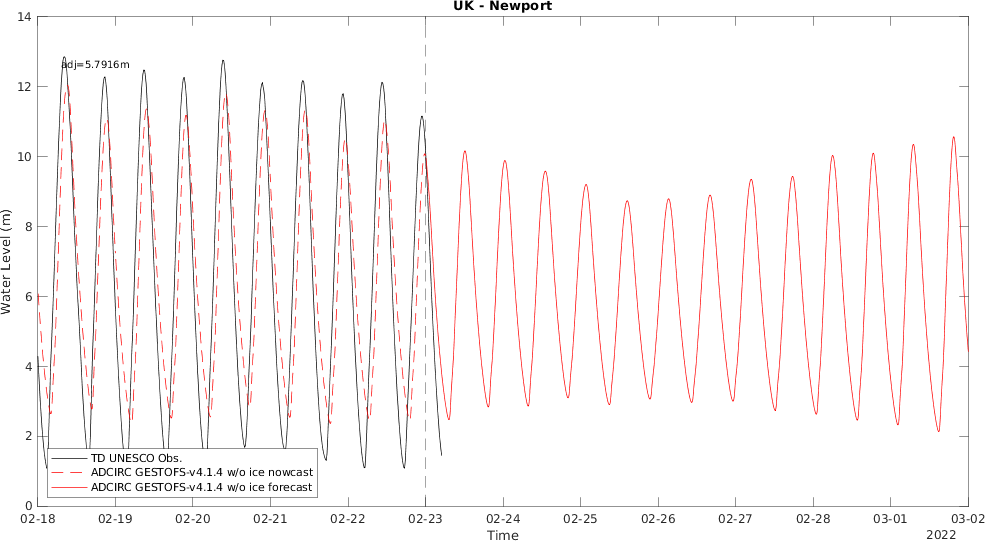 UK - Newport
14
12
10
8
6
4
2
0
Water Level (m)
adj=5.7916m
TD UNESCO Obs.
ADCIRC GESTOFS-v4.1.4 w/o ice nowcast
ADCIRC GESTOFS-v4.1.4 w/o ice forecast
02-18 02-19 02-20 02-21 02-22 02-23 02-24 02-25 02-26 02-27 02-28 03-01 03-02
Time
2022